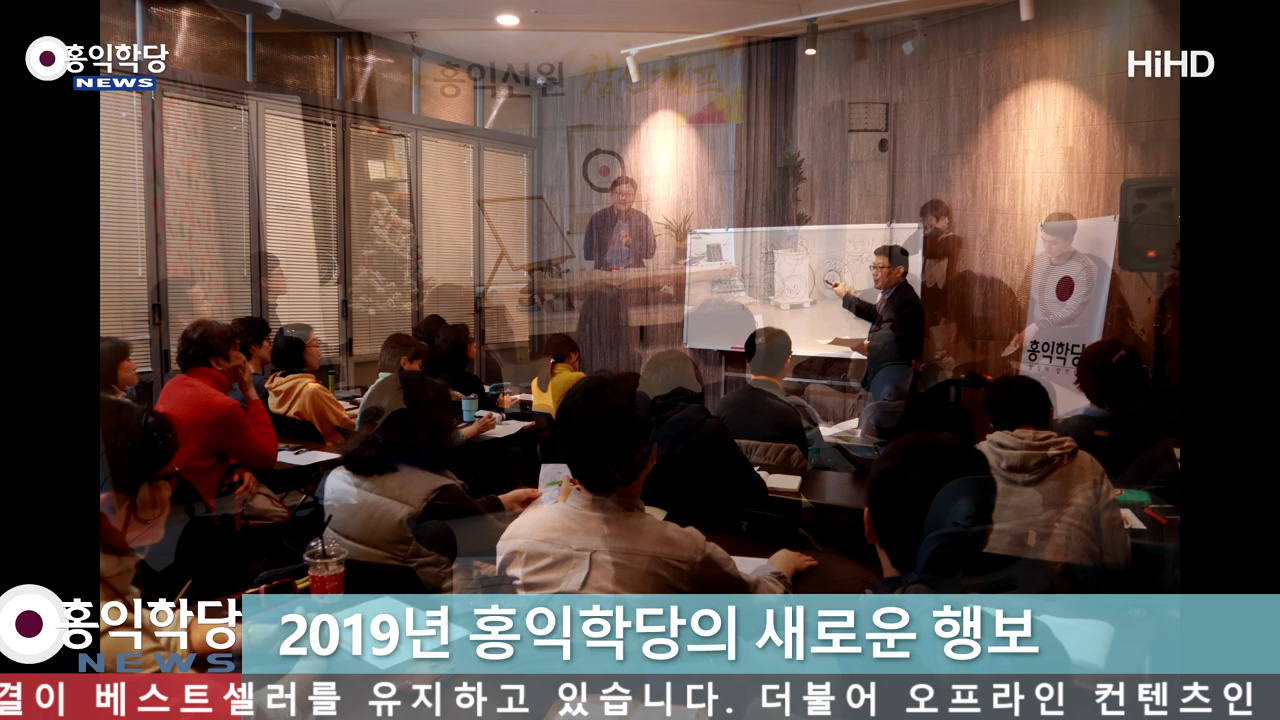 홍익학당
NEWS
HiHD
홍익선원
홍익학당
홍익학당
NEWS
2019년 홍익학당의 새로운 행보
결이 베스트셀러를 유지하고 있습니다. 더불어 오프라인 컨텐츠인